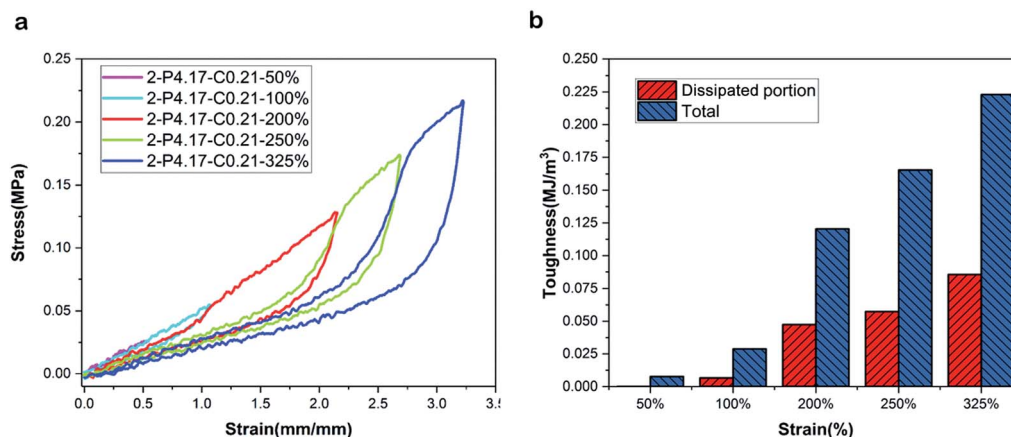 a
0.25
0.20
0.15
0.10
0.05
0.00
Stress(MPa)
2-P4.17-C0.21-50%
2-P4.17-C0.21-100%
2-P4.17-C0.21-200%
2-P4.17-C0.21-250%
2-P4.17-C0.21-325%
0.0 0.5 1.0 1.5 2.0 2.5 3.0 3.5
Strain(mm/mm)
b
0.250
0.225
0.200
0.175
0.150
0.125
0.100
0.075
0.050
0.025
0.000
Toughness(MJ/m³)
Dissipated portion
Total
50% 100% 200% 250% 325%
Strain(%)